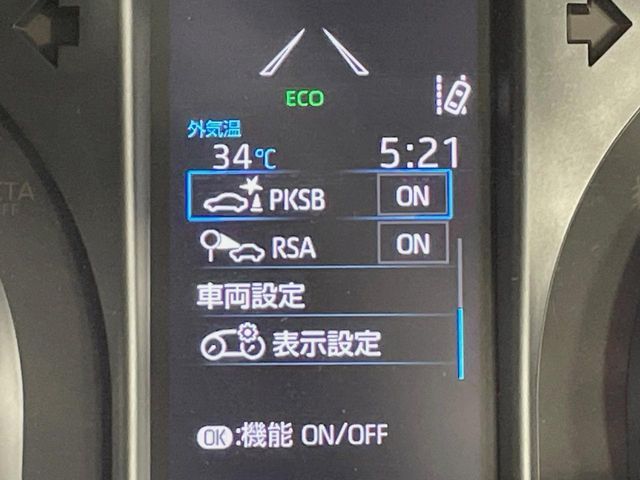 ECO
外気温
34℃ 5:21
PKSB ON
RSA ON
車両設定
表示設定
OK:機能 ON/OFF